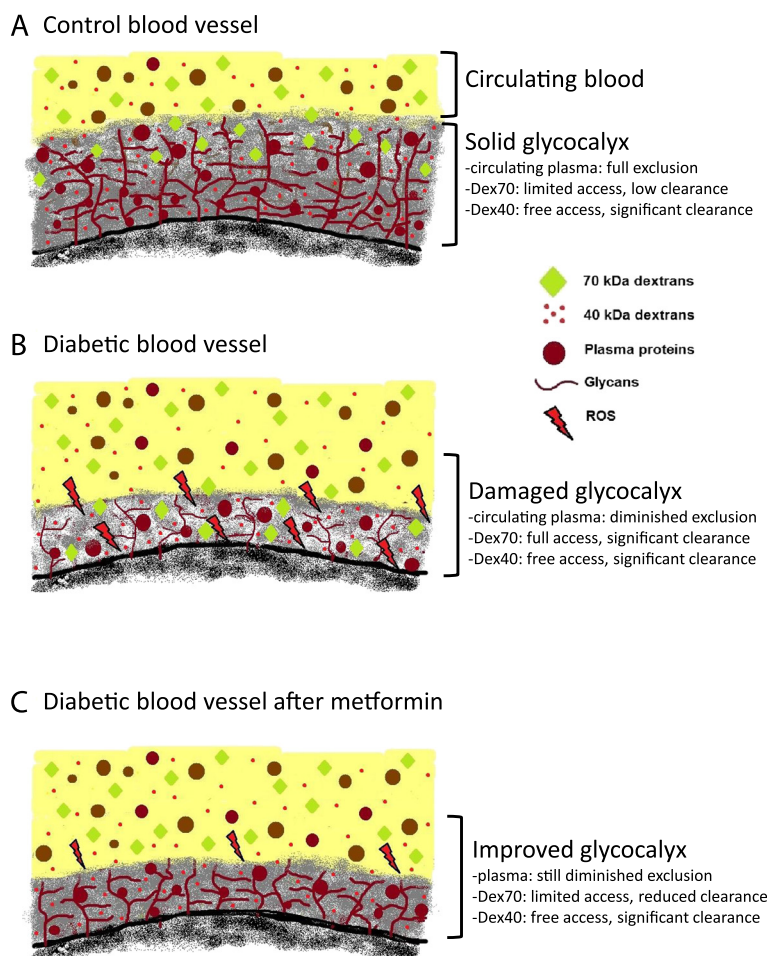 A Control blood vessel
Circulating blood
Solid glycocalyx
-circulating plasma: full exclusion
-Dex70: limited access, low clearance
-Dex40: free access, significant clearance
70 kDa dextrans
40 kDa dextrans
Plasma proteins
Glycans
ROS
B Diabetic blood vessel
Damaged glycocalyx
-circulating plasma: diminished exclusion
-Dex70: full access, significant clearance
-Dex40: free access, significant clearance
C Diabetic blood vessel after metformin
Improved glycocalyx
-plasma: still diminished exclusion
-Dex70: limited access, reduced clearance
-Dex40: free access, significant clearance